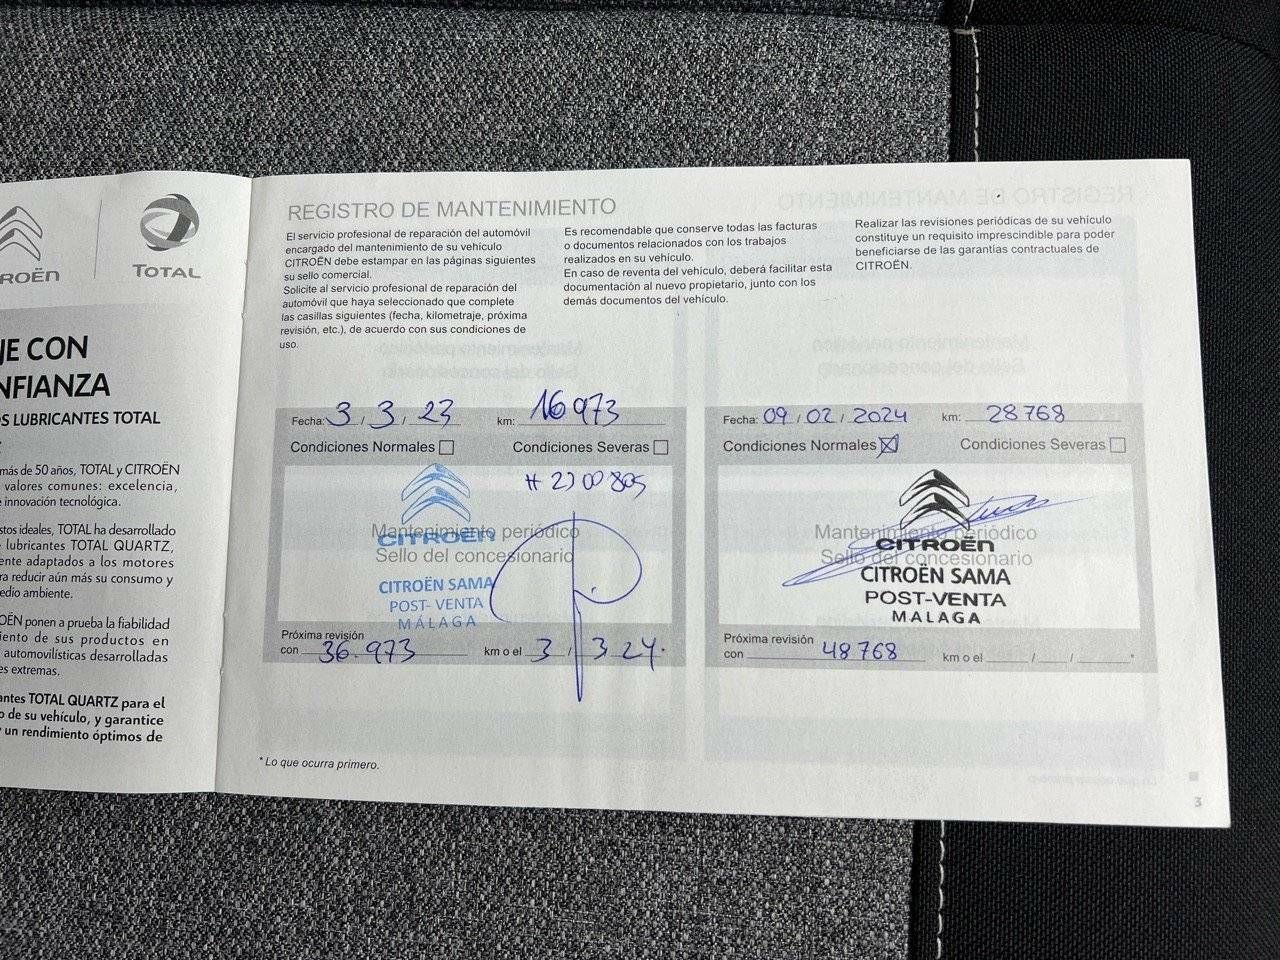 ROËN
TOTAL
JE CON
NFIANZA
OS LUBRICANTES TOTAL
más de 50 años, TOTAL y CITROËN
valores comunes: excelencia,
e innovación tecnológica.
stos ideales, TOTAL ha desarrollado
lubricantes TOTAL QUARTZ,
ente adaptados a los motores
ra reducir aún más su consumo y
edio ambiente.
OËN ponen a prueba la fiabilidad
iento de sus productos en
automovilísticas desarrolladas
es extremas.
antes TOTAL QUARTZ para el
o de su vehículo, y garantice
y un rendimiento óptimos de
REGISTRO DE MANTENIMIENTO
El servicio profesional de reparación del automóvil
encargado del mantenimiento de su vehículo
CITROËN debe estampar en las páginas siguientes
su sello comercial.
Solicite al servicio profesional de reparación del
automóvil que haya seleccionado que complete
las casillas siguientes (fecha, kilometraje, próxima
revisión, etc.), de acuerdo con sus condiciones de
uso.
Es recomendable que conserve todas las facturas
o documentos relacionados con los trabajos
realizados en su vehículo.
En caso de reventa del vehículo, deberá facilitar esta
documentación al nuevo propietario, junto con los
demás documentos del vehículo.
Realizar las revisiones periódicas de su vehículo
constituye un requisito imprescindible para poder
beneficiarse de las garantías contractuales de
CITROËN.
Fecha: 3 / 3 / 23 km: 16973
Condiciones Normales Condiciones Severas
Mantenimiento periódico
CITROËN
Sello del concesionario
CITROËN SAMA
POST-VENTA
MÁLAGA
Próxima revisión
con 36.973 km o el 3 / 3 24.
Fecha: 09 / 02 / 2024 km: 28768
Condiciones Normales Condiciones Severas
Mantenimiento periódico
CITROËN
Sello del concesionario
CITROËN SAMA
POST-VENTA
MALAGA
Próxima revisión
con 48768 km o el / / *
* Lo que ocurra primero.
3